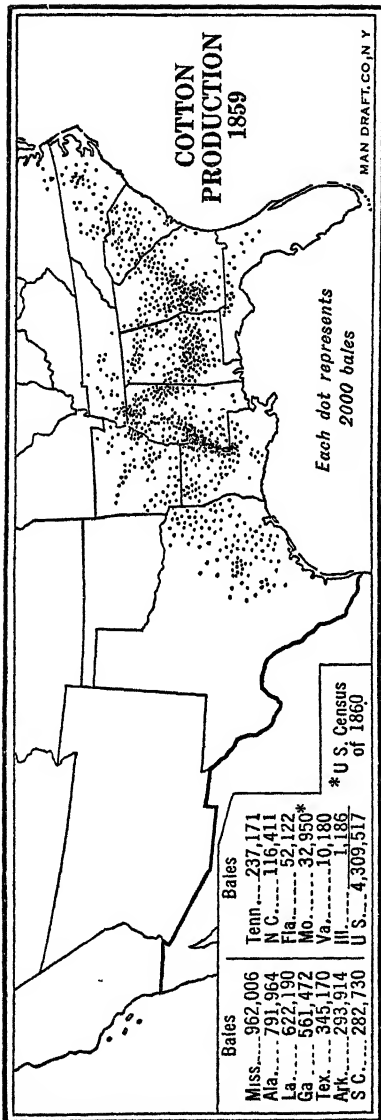 COTTON
PRODUCTION
1859
Each dot represents
2000 bales
MAN DRAFT.CO,N Y
Bales
Miss....962,006
Ala.....791,964
La......622,190
Ga .....561,472
Tex.....345,170
Ark.....293,914
S C.....282,730
Bales
Tenn....237,171
N C.....116,411
Fla.......52,122
Mo.......32,950*
Va........10,180
Ill..........1,186
U S.....4,309,517
* U S. Census
of 1860.